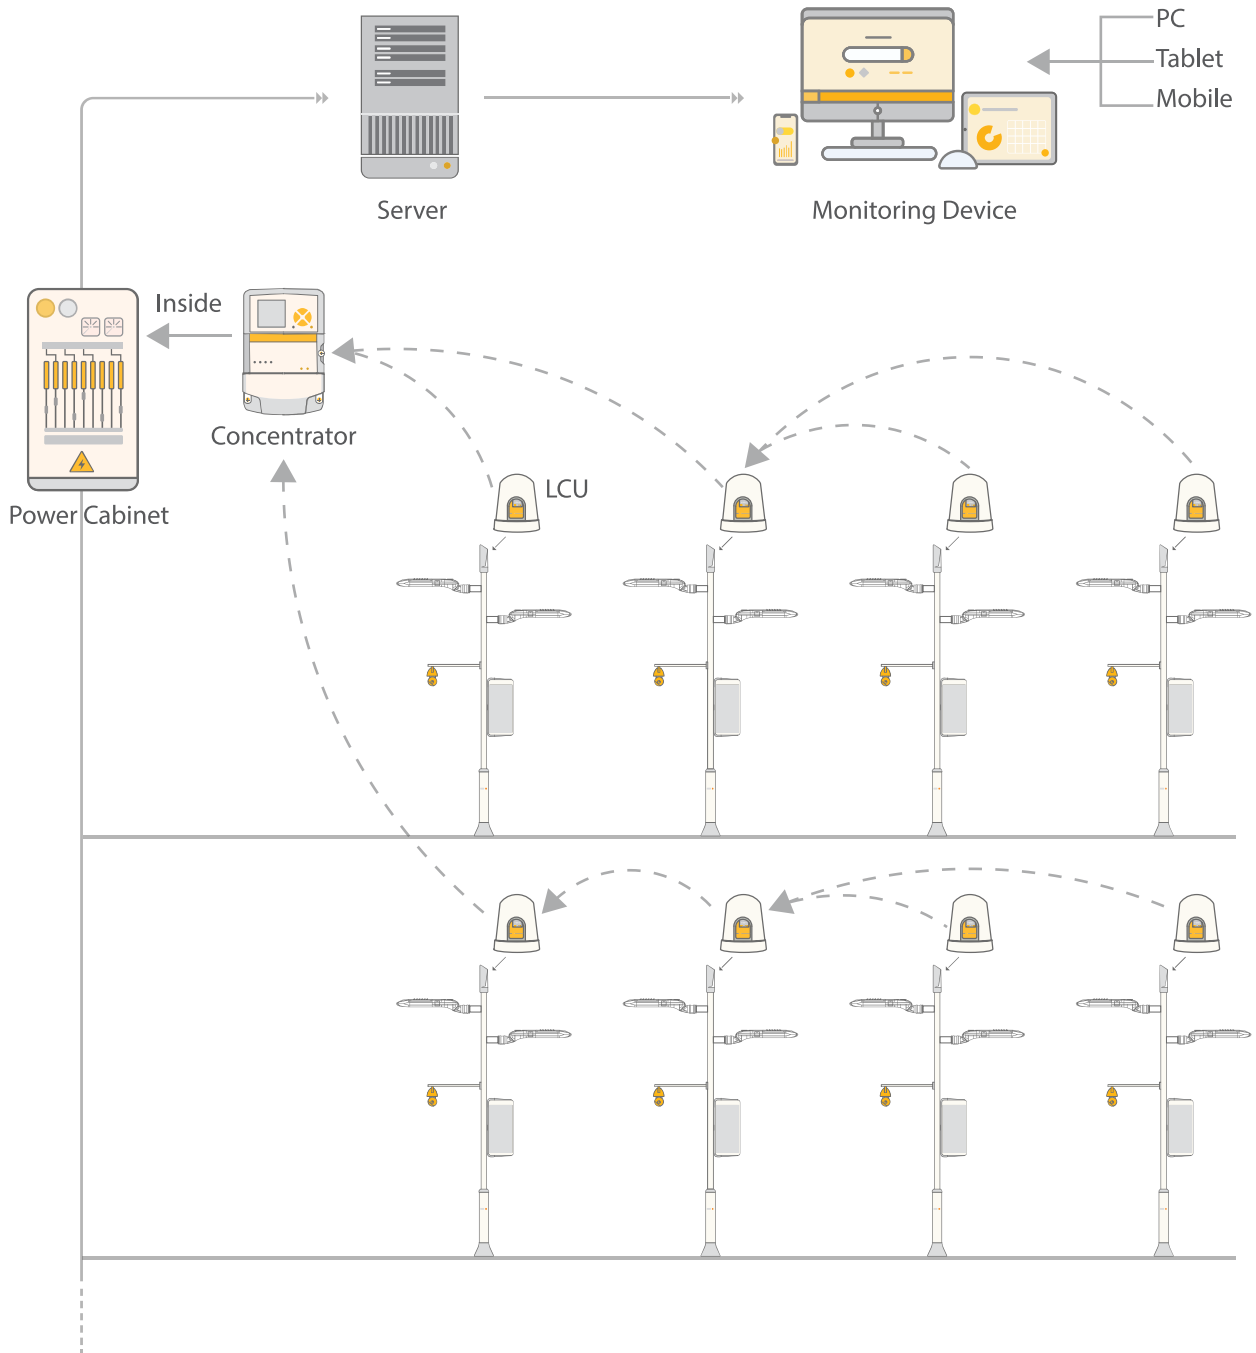 PC
Tablet
Mobile
Server
Monitoring Device
Inside
Concentrator
LCU
Power Cabinet